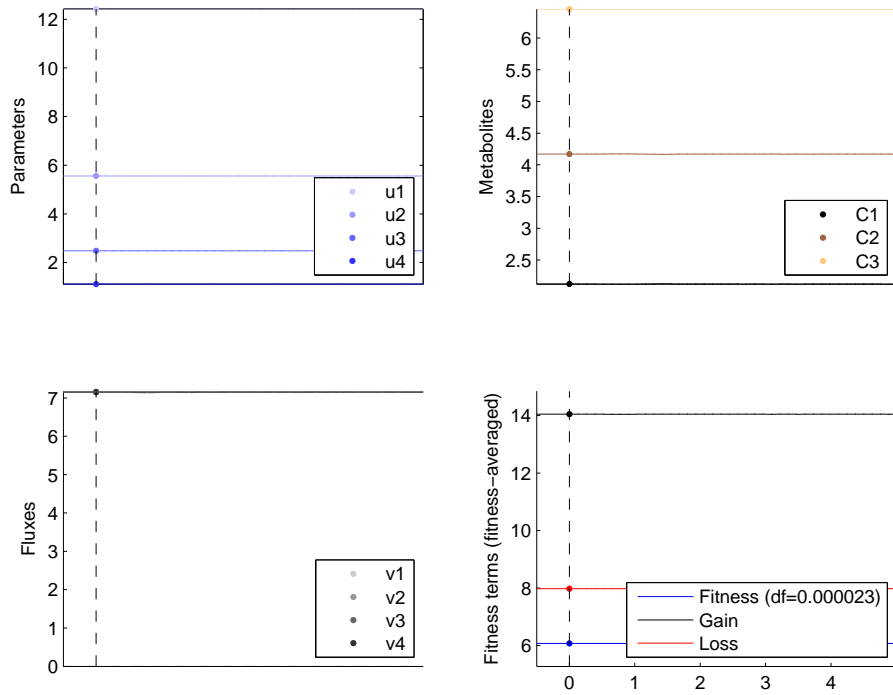 12
10
8
6
4
2
Parameters
u1
u2
u3
u4
6.5
6
5.5
5
4.5
4
3.5
3
2.5
Metabolites
C1
C2
C3
7
6
5
4
3
2
1
0
Fluxes
v1
v2
v3
v4
14
12
10
8
6
Fitness terms (fitness−averaged)
Fitness (df=0.000023)
Gain
Loss
0 1 2 3 4